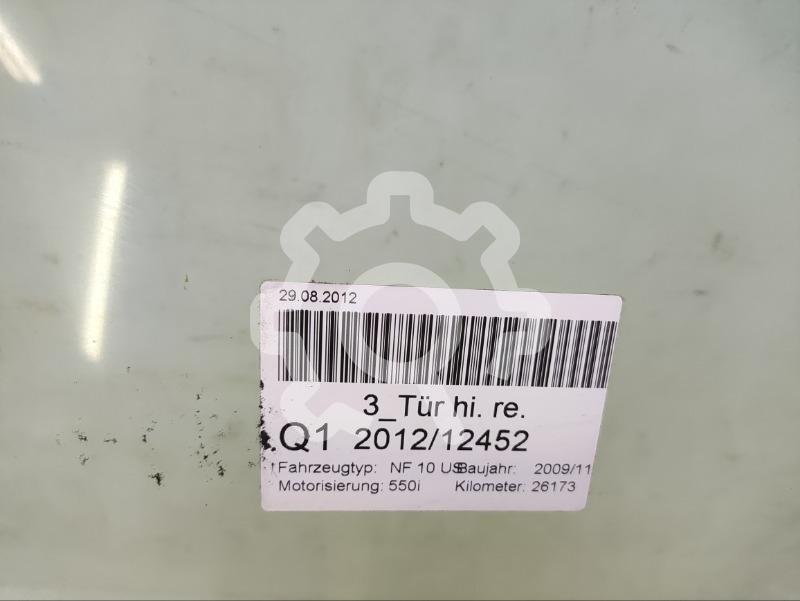 29.08.2012
3_Tür hi. re.
Q1 2012/12452
Fahrzeugtyp: NF 10 US Baujahr: 2009/11
Motorisierung: 550i Kilometer: 26173